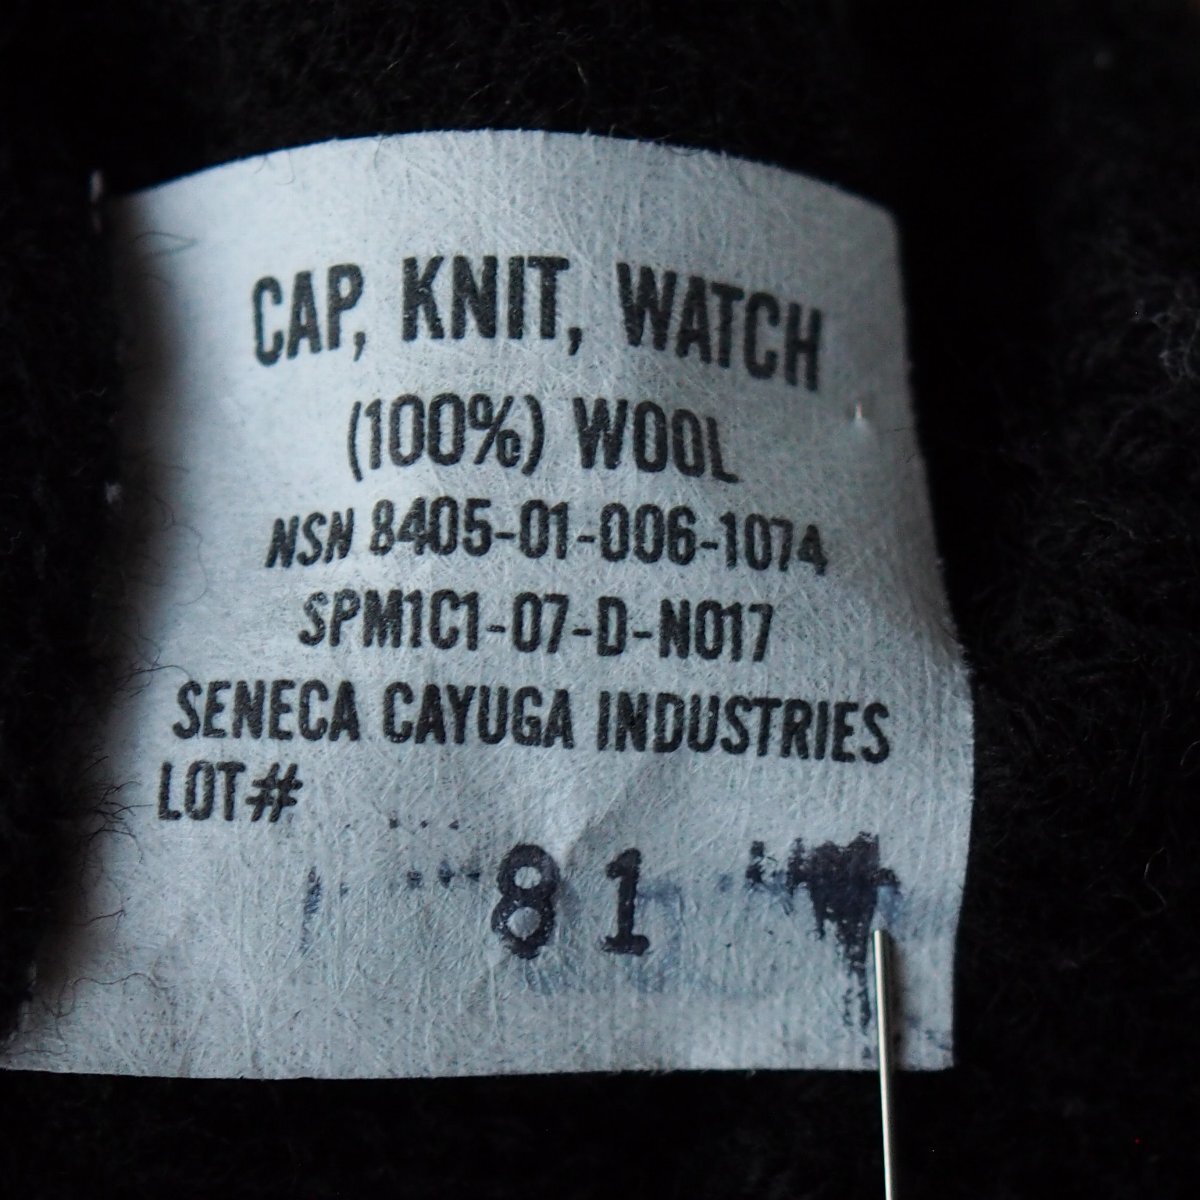 CAP, KNIT, WATCH
(100%) WOOL
NSN 8405-01-006-1074
SPM1C1-07-D-N017
SENECA CAYUGA INDUSTRIES
LOT#
81